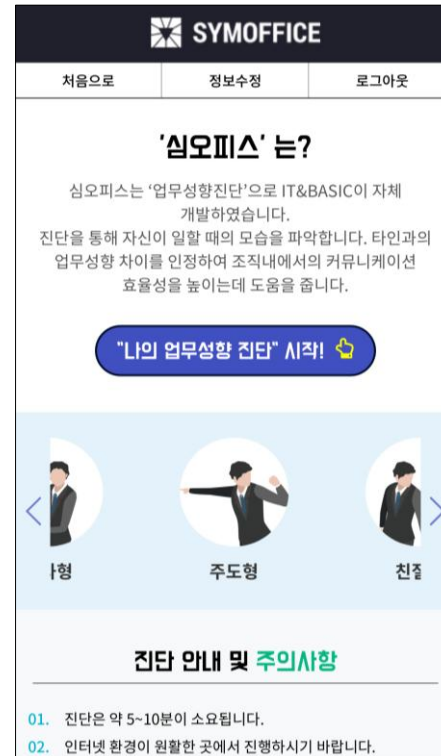 SYMOFFICE
처음으로 정보수정 로그아웃
'심오피스' 는?
심오피스는 ‘업무성향진단’으로 IT&BASIC이 자체
개발하였습니다.
진단을 통해 자신이 일할 때의 모습을 파악합니다. 타인과의
업무성향 차이를 인정하여 조직내에서의 커뮤니케이션
효율성을 높이는데 도움을 줍니다.
"나의 업무성향 진단" 시작!
형 주도형 친절
진단 안내 및 주의사항
01. 진단은 약 5~10분이 소요됩니다.
02. 인터넷 환경이 원활한 곳에서 진행하시기 바랍니다.